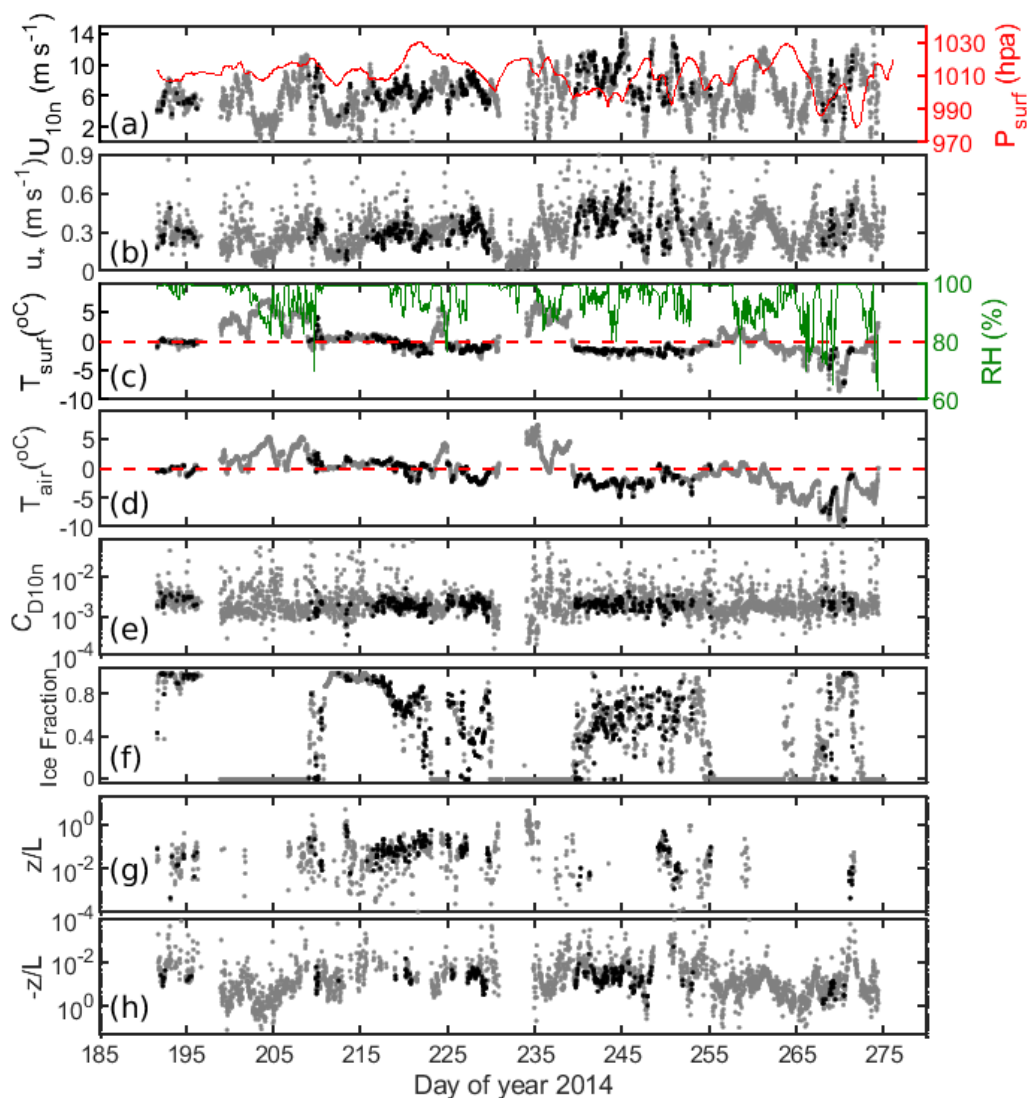 14
10
6
2
U10n (m s-1)
(a)
1030
1010
990
970
Psurf (hpa)
0.9
0.6
0.3
0
u* (m s-1)
(b)
5
0
-5
-10
Tsurf(oC)
(c)
100
80
60
RH (%)
5
0
-5
-10
Tair(oC)
(d)
10-2
10-3
10-4
CD10n
(e)
0.8
0.4
0
Ice Fraction
(f)
100
10-2
10-4
z/L
(g)
10-4
10-2
100
-z/L
(h)
185 195 205 215 225 235 245 255 265 275
Day of year 2014